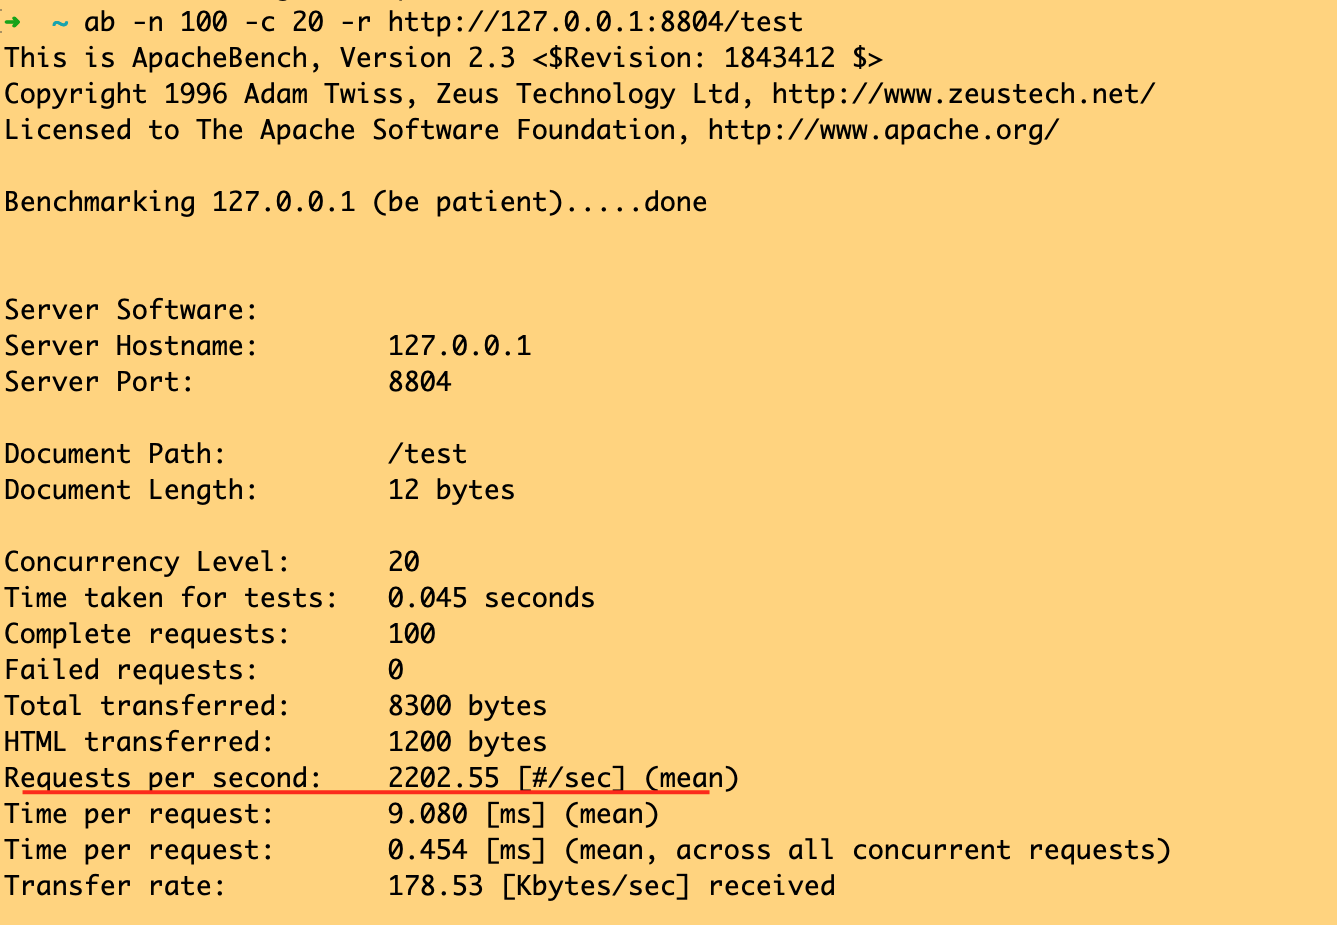 ➜  ~ ab -n 100 -c 20 -r http://127.0.0.1:8804/test
This is ApacheBench, Version 2.3 <$Revision: 1843412 $>
Copyright 1996 Adam Twiss, Zeus Technology Ltd, http://www.zeustech.net/
Licensed to The Apache Software Foundation, http://www.apache.org/
Benchmarking 127.0.0.1 (be patient).....done
Server Software:
Server Hostname:        127.0.0.1
Server Port:            8804
Document Path:          /test
Document Length:        12 bytes
Concurrency Level:      20
Time taken for tests:   0.045 seconds
Complete requests:      100
Failed requests:        0
Total transferred:      8300 bytes
HTML transferred:       1200 bytes
Requests per second:    2202.55 [#/sec] (mean)
Time per request:       9.080 [ms] (mean)
Time per request:       0.454 [ms] (mean, across all concurrent requests)
Transfer rate:          178.53 [Kbytes/sec] received